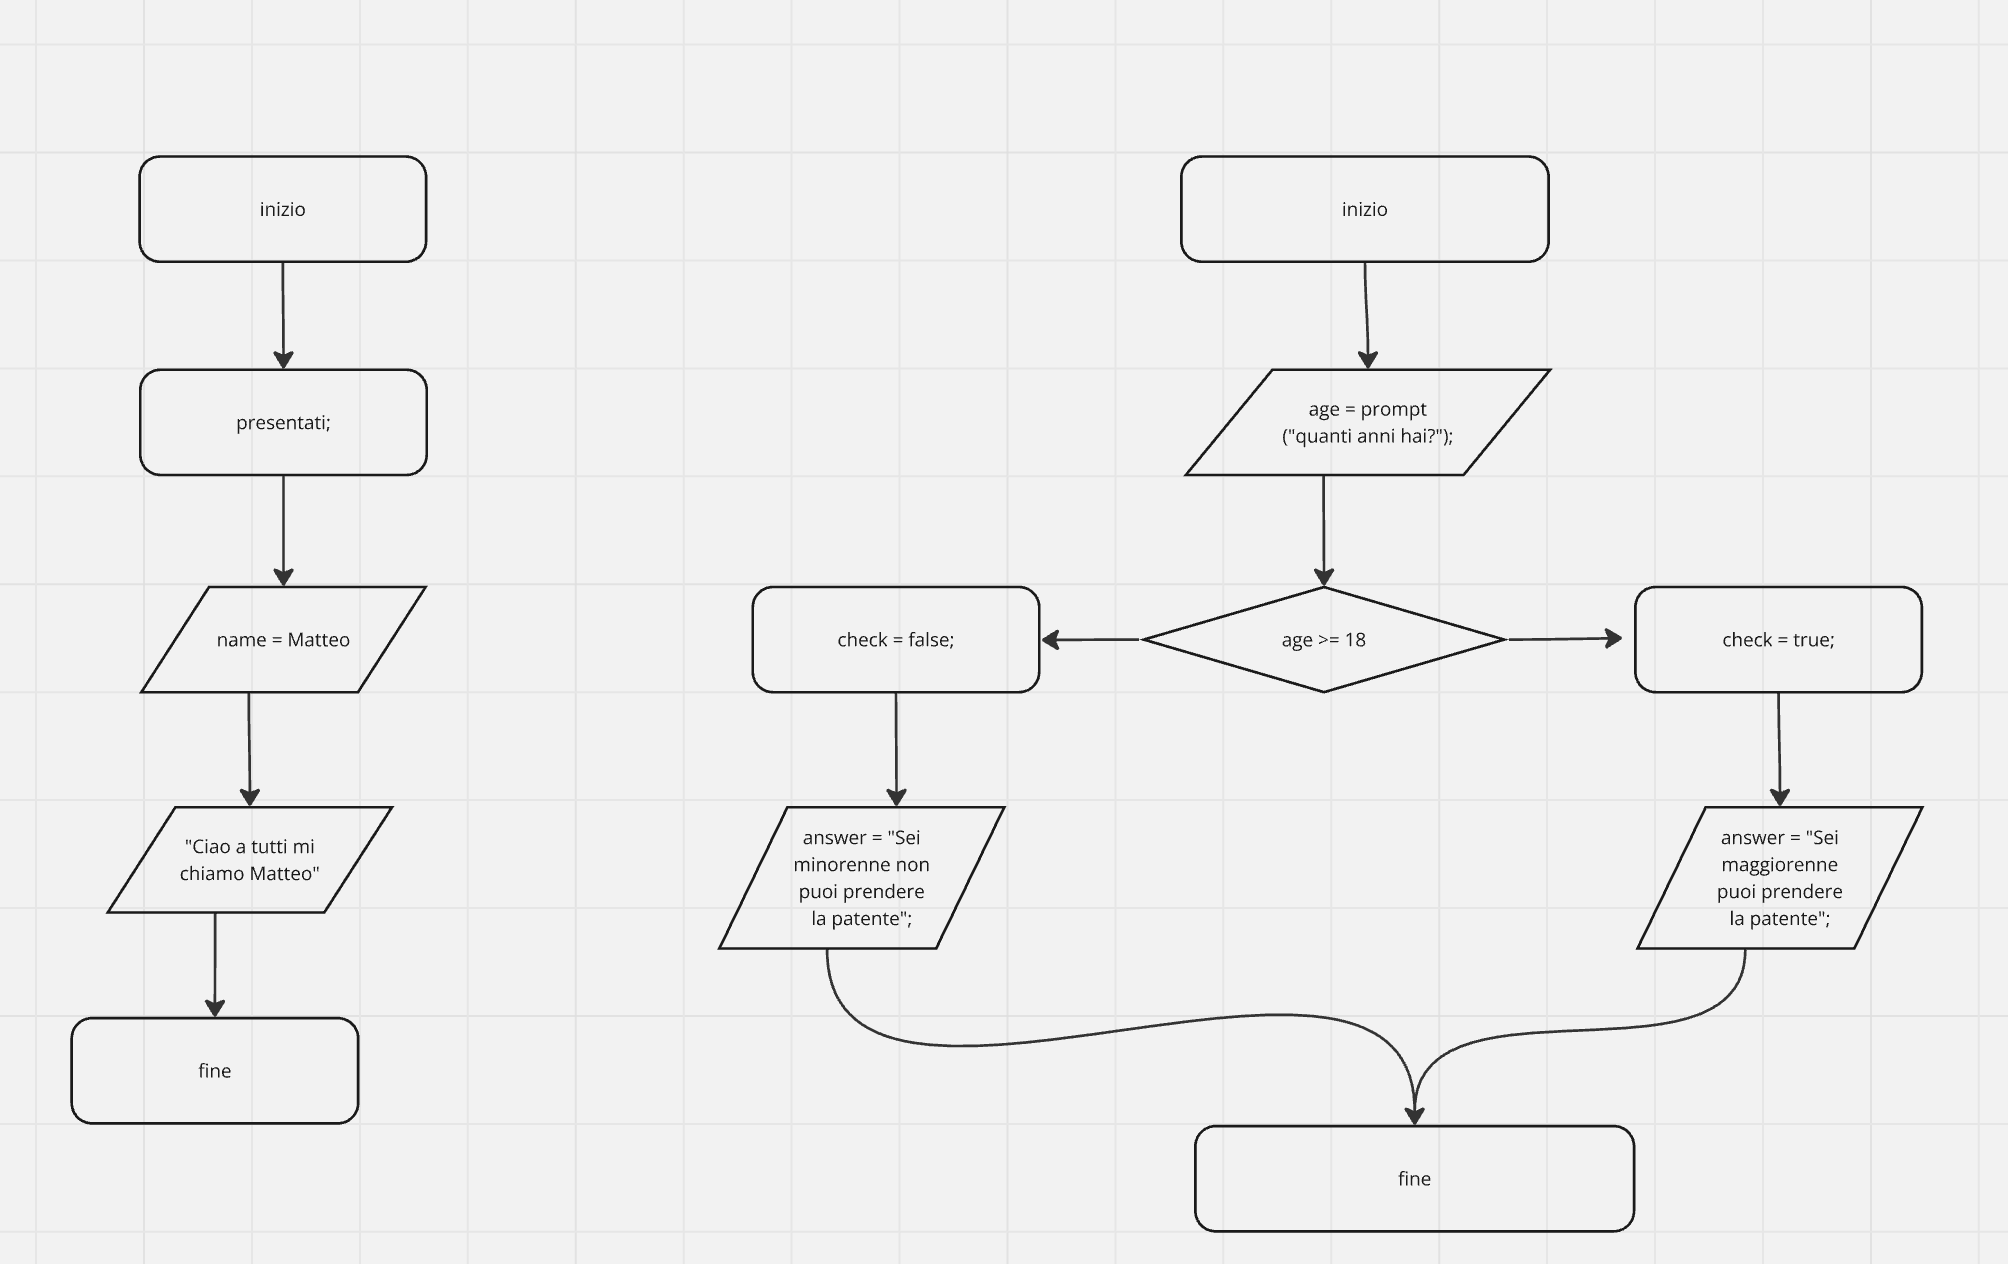 inizio
presentati;
name = Matteo
"Ciao a tutti mi
chiamo Matteo"
fine
inizio
age = prompt
("quanti anni hai?");
age >= 18
check = false;
answer = "Sei
minorenne non
puoi prendere
la patente";
check = true;
answer = "Sei
maggiorenne
puoi prendere
la patente";
fine